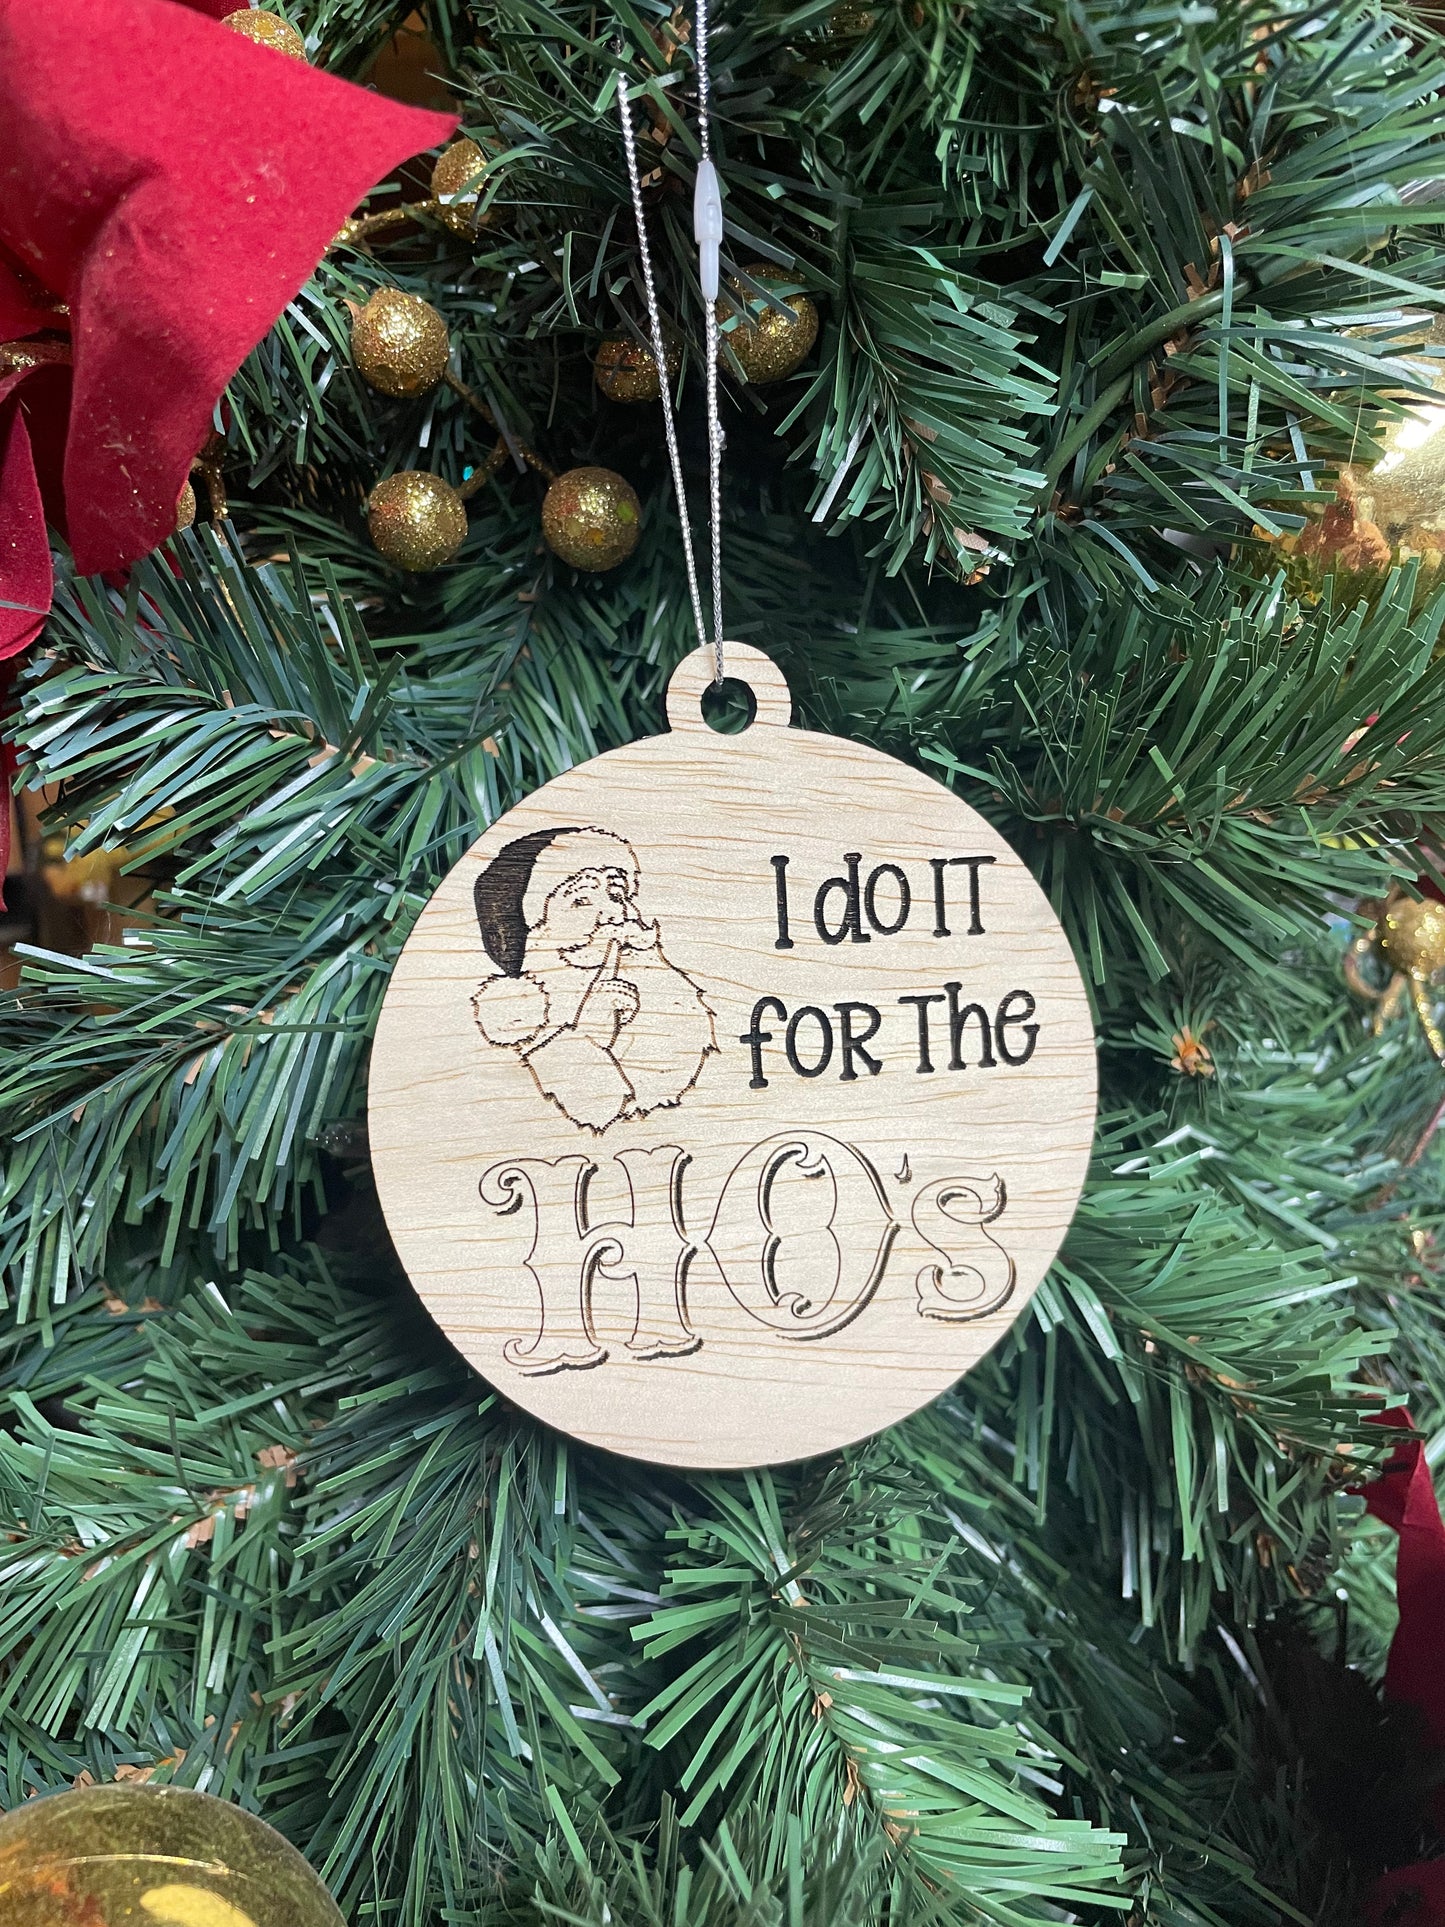 I do IT
foR The
HO's